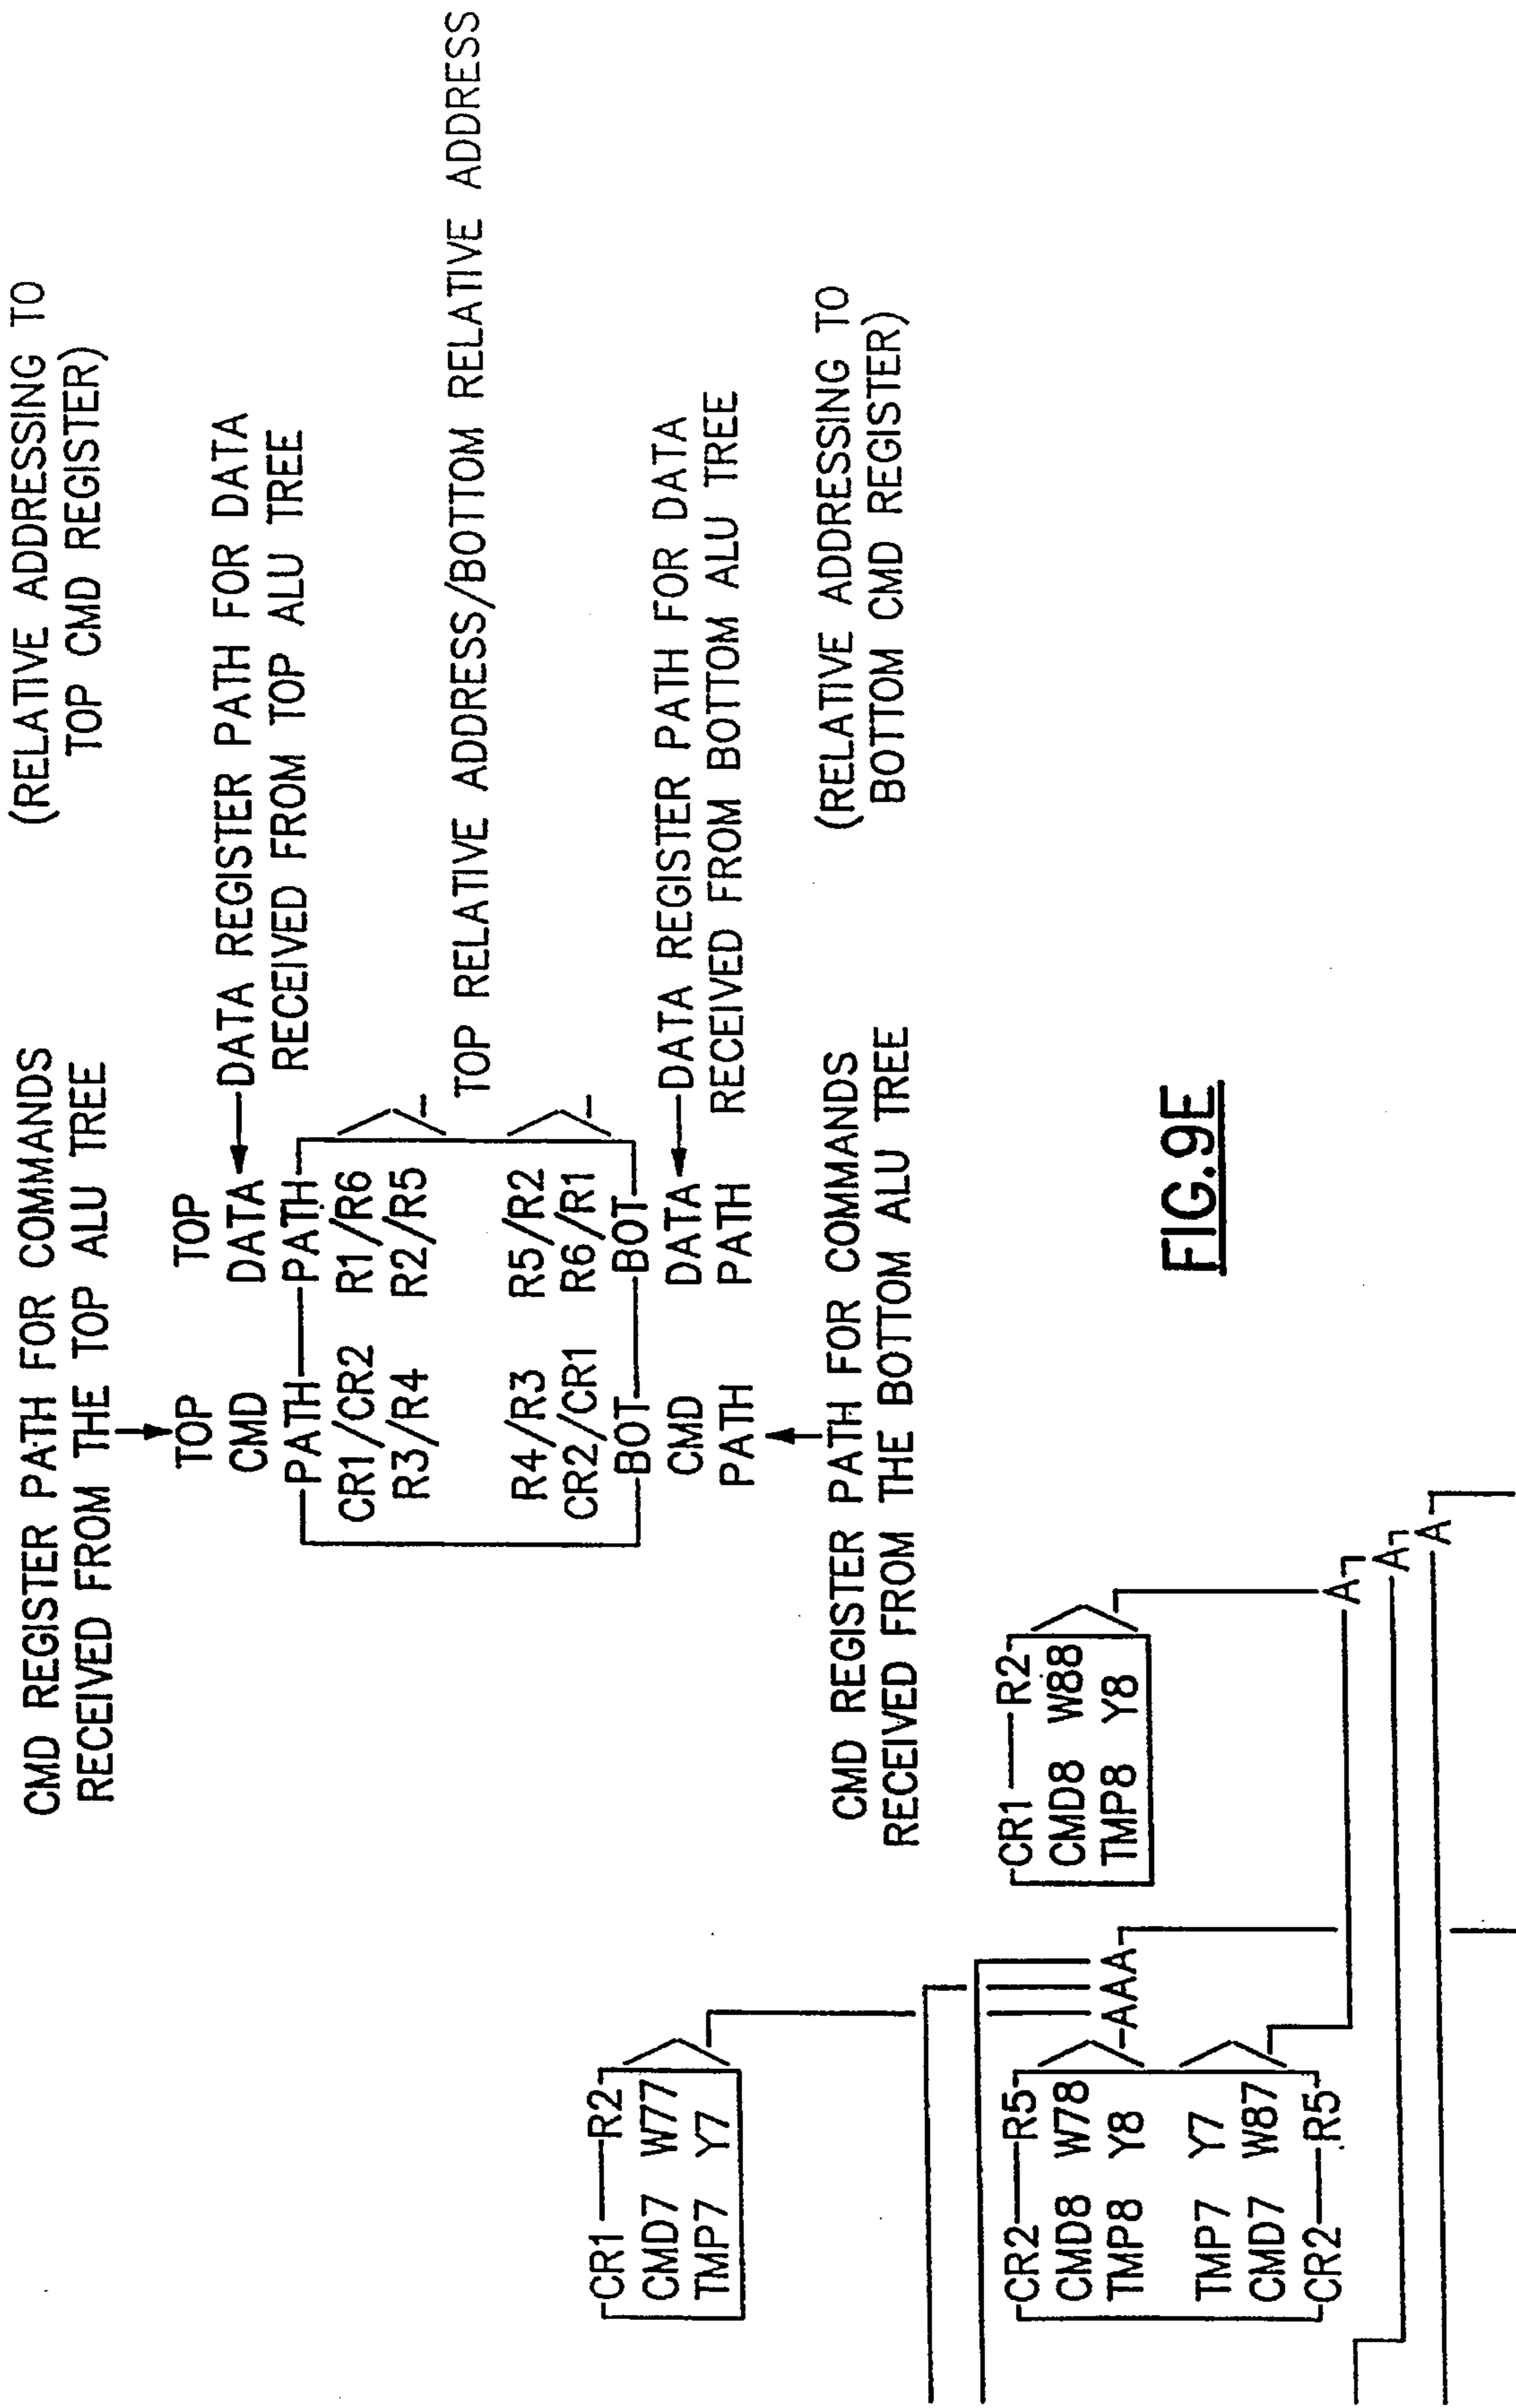 (RELATIVE ADDRESSING TO
TOP CMD REGISTER)
CMD REGISTER PATH FOR COMMANDS
RECEIVED FROM THE TOP ALU TREE
TOP TOP
CMD DATA DATA REGISTER PATH FOR DATA
PATH PATH RECEIVED FROM TOP ALU TREE
CR1/CR2 R1/R6
R3/R4 R2/R5
TOP RELATIVE ADDRESS/BOTTOM RELATIVE ADDRESS
R4/R3 R5/R2
CR2/CR1 R6/R1
BOT BOT
CMD DATA DATA REGISTER PATH FOR DATA
PATH PATH RECEIVED FROM BOTTOM ALU TREE
CMD REGISTER PATH FOR COMMANDS
RECEIVED FROM THE BOTTOM ALU TREE
(RELATIVE ADDRESSING TO
BOTTOM CMD REGISTER)
CR1 R2
CMD7 W77
TMP7 Y7
CR2 R5
CMD8 W78
TMP8 Y8
AAA
TMP7 Y7
CMD7 W87
CR2 R5
CR1 R2
CMD8 W88
TMP8 Y8
A
A
A
FIG.9E